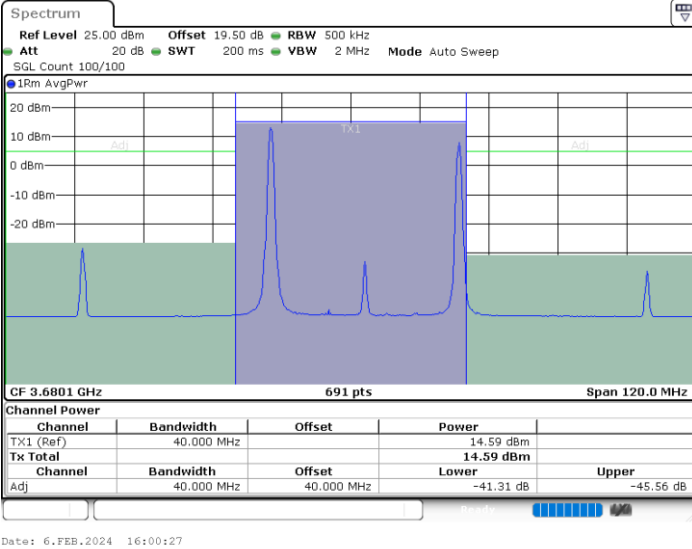 Spectrum
Ref Level 25.00 dBm Offset 19.50 dB RBW 500 kHz
Att 20 dB SWT 200 ms VBW 2 MHz Mode Auto Sweep
SGL Count 100/100
1Rm AvgPwr
20 dBm
TX1
10 dBm
Adj Adj
0 dBm
-10 dBm
-20 dBm
CF 3.6801 GHz 691 pts Span 120.0 MHz
Channel Power
Channel Bandwidth Offset Power
TX1 (Ref) 40.000 MHz 14.59 dBm
Tx Total 14.59 dBm
Channel Bandwidth Offset Lower Upper
Adj 40.000 MHz 40.000 MHz -41.31 dB -45.56 dB
Ready
Date: 6.FEB.2024 16:00:27